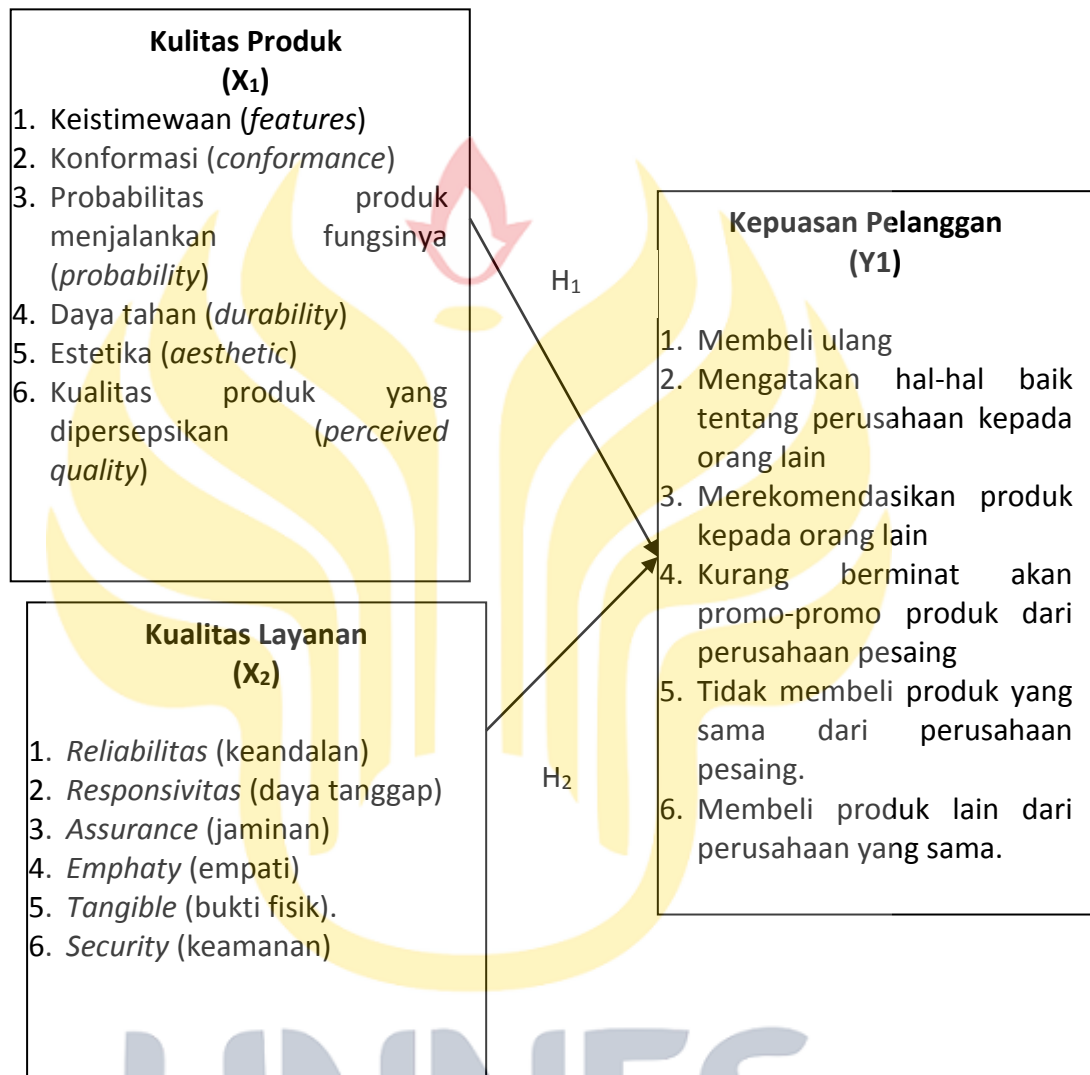 Kulitas Produk
(X₁)
1. Keistimewaan (features)
2. Konformasi (conformance)
3. Probabilitas produk
menjalankan fungsinya
(probability)
4. Daya tahan (durability)
5. Estetika (aesthetic)
6. Kualitas produk yang
dipersepsikan (perceived
quality)
H₁
Kualitas Layanan
(X₂)
1. Reliabilitas (keandalan)
2. Responsivitas (daya tanggap)
3. Assurance (jaminan)
4. Emphaty (empati)
5. Tangible (bukti fisik).
6. Security (keamanan)
H₂
Kepuasan Pelanggan
(Y1)
1. Membeli ulang
2. Mengatakan hal-hal baik
tentang perusahaan kepada
orang lain
3. Merekomendasikan produk
kepada orang lain
4. Kurang berminat akan
promo-promo produk dari
perusahaan pesaing
5. Tidak membeli produk yang
sama dari perusahaan
pesaing.
6. Membeli produk lain dari
perusahaan yang sama.
UNNES